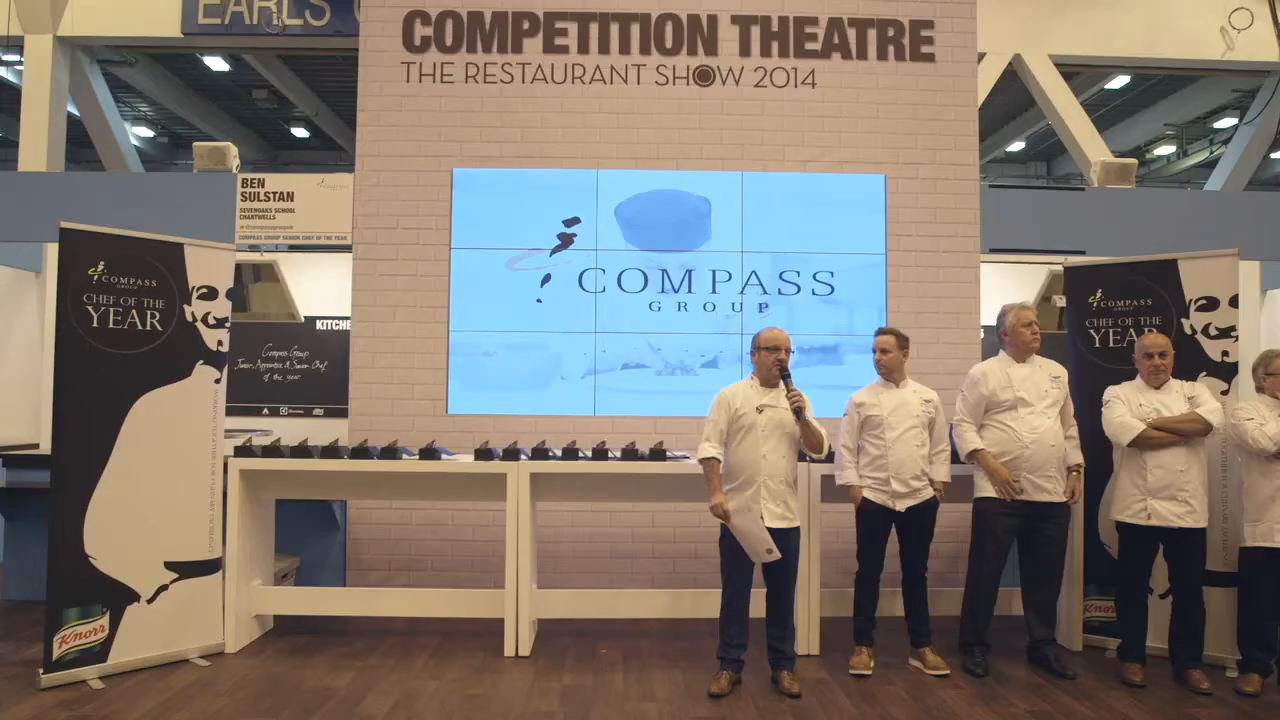 EARLS
COMPETITION THEATRE
THE RESTAURANT SHOW 2014
BEN
SULSTAN
SEVENOAKS SCHOOL
CHARTWELLS
COMPASS GROUP SENIOR CHEF OF THE YEAR
COMPASS
GROUP
COMPASS
GROUP
CHEF OF THE
YEAR
KITCHE
Compass Group
Junior, Apprentice & Junior Chef
of the year
Knorr
COMPASS
GROUP
CHEF OF THE
YEAR
Knorr